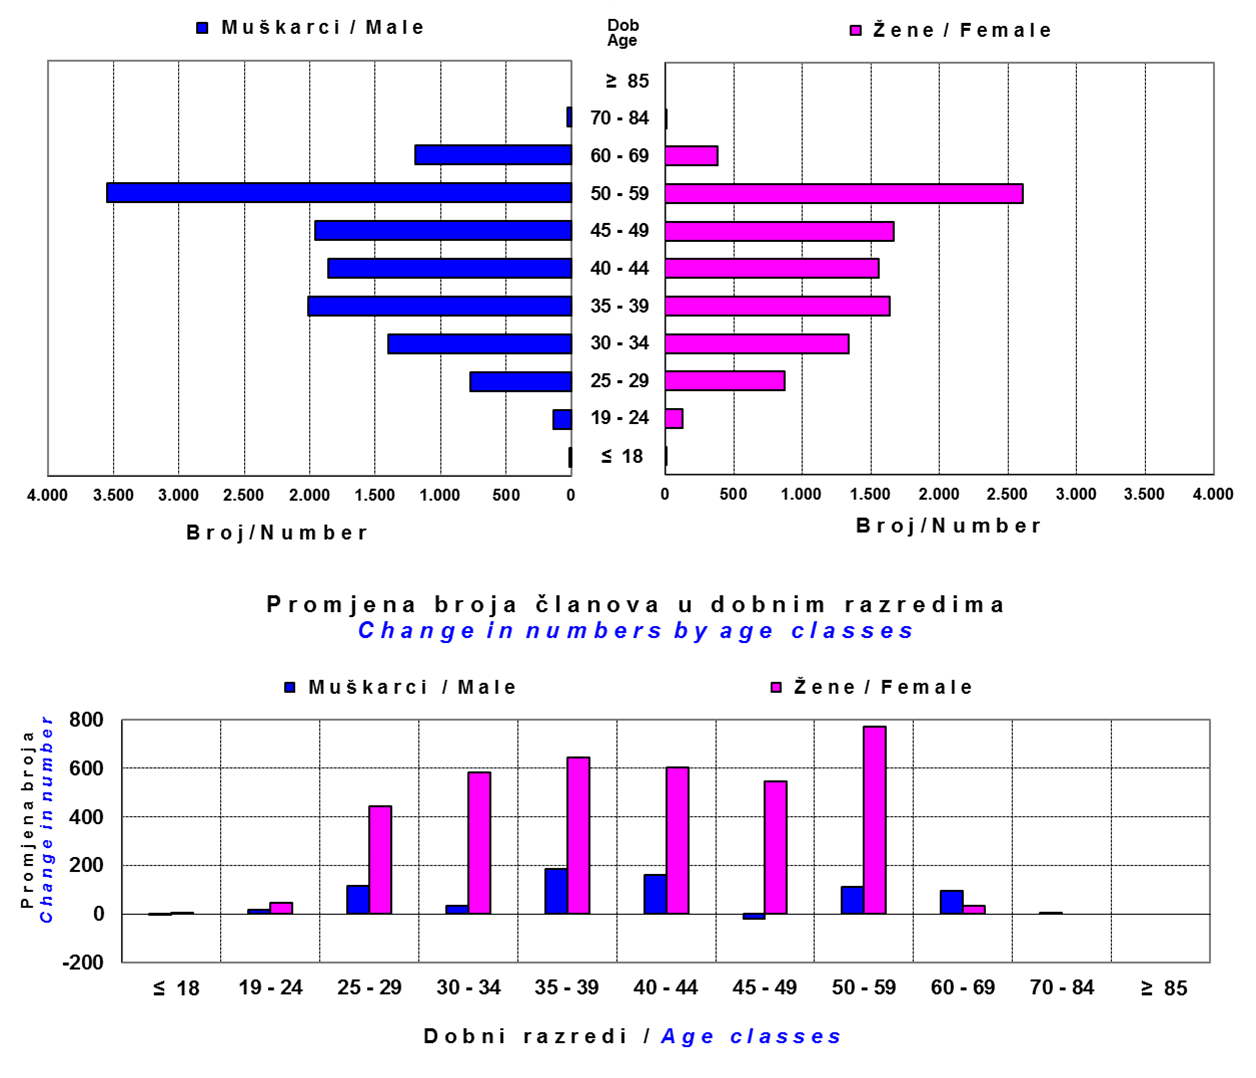 Muškarci / Male
Dob
Age
Žene / Female
≥ 85
70 - 84
60 - 69
50 - 59
45 - 49
40 - 44
35 - 39
30 - 34
25 - 29
19 - 24
≤ 18
4.000 3.500 3.000 2.500 2.000 1.500 1.000 500 0
0 500 1.000 1.500 2.000 2.500 3.000 3.500 4.000
Broj/Number
Broj/Number
Promjena broja članova u dobnim razredima
Change in numbers by age classes
Muškarci / Male
Žene / Female
Promjena broja
Change in number
800
600
400
200
0
-200
≤ 18 19 - 24 25 - 29 30 - 34 35 - 39 40 - 44 45 - 49 50 - 59 60 - 69 70 - 84 ≥ 85
Dobni razredi / Age classes